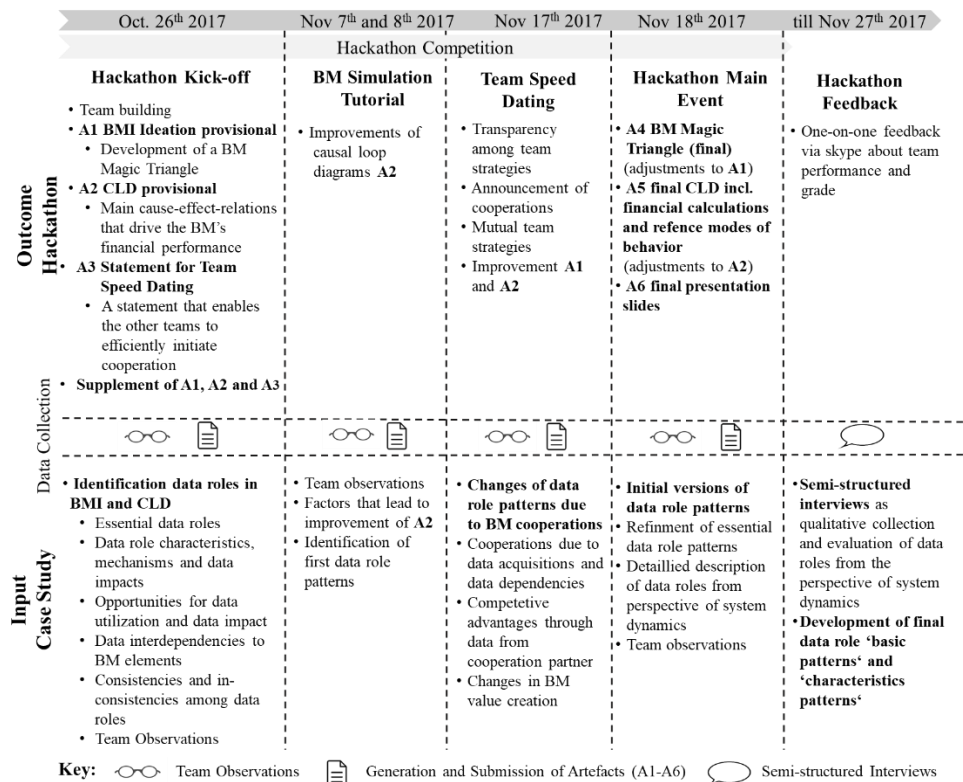 Oct. 26th 2017
Nov 7th and 8th 2017
Nov 17th 2017
Nov 18th 2017
till Nov 27th 2017
Hackathon Competition
Outcome
Hackathon
Hackathon Kick-off
• Team building
• A1 BMI Ideation provisional
• Development of a BM
Magic Triangle
• A2 CLD provisional
• Main cause-effect-relations
that drive the BM's
financial performance
• A3 Statement for Team
Speed Dating
• A statement that enables
the other teams to
efficiently initiate
cooperation
• Supplement of A1, A2 and A3
BM Simulation
Tutorial
• Improvements of
causal loop
diagrams A2
Team Speed
Dating
• Transparency
among team
strategies
• Announcement of
cooperations
• Mutual team
strategies
• Improvement A1
and A2
Hackathon Main
Event
• A4 BM Magic
Triangle (final)
(adjustments to A1)
• A5 final CLD incl.
financial calculations
and refence modes of
behavior
(adjustments to A2)
• A6 final presentation
slides
Hackathon
Feedback
• One-on-one feedback
via skype about team
performance and
grade
Data Collection
Input
Case Study
• Identification data roles in
BMI and CLD
• Essential data roles
• Data role characteristics,
mechanisms and data
impacts
• Opportunities for data
utilization and data impact
• Data interdependencies to
BM elements
• Consistencies and in-
consistencies among data
roles
• Team Observations
• Team observations
• Factors that lead to
improvement of A2
• Identification of
first data role
patterns
• Changes of data
role patterns due
to BM cooperations
• Cooperations due to
data acquisitions and
data dependencies
• Competetive
advantages through
data from
cooperation partner
• Changes in BM
value creation
• Initial versions of
data role patterns
• Refinment of essential
data role patterns
• Detaillied description
of data roles from
perspective of system
dynamics
• Team observations
• Semi-structured
interviews as
qualitative collection
and evaluation of data
roles from the
perspective of system
dynamics
• Development of final
data role ‘basic
patterns‘ and
‘characteristics
patterns‘
Key:
Team Observations
Generation and Submission of Artefacts (A1-A6)
Semi-structured Interviews